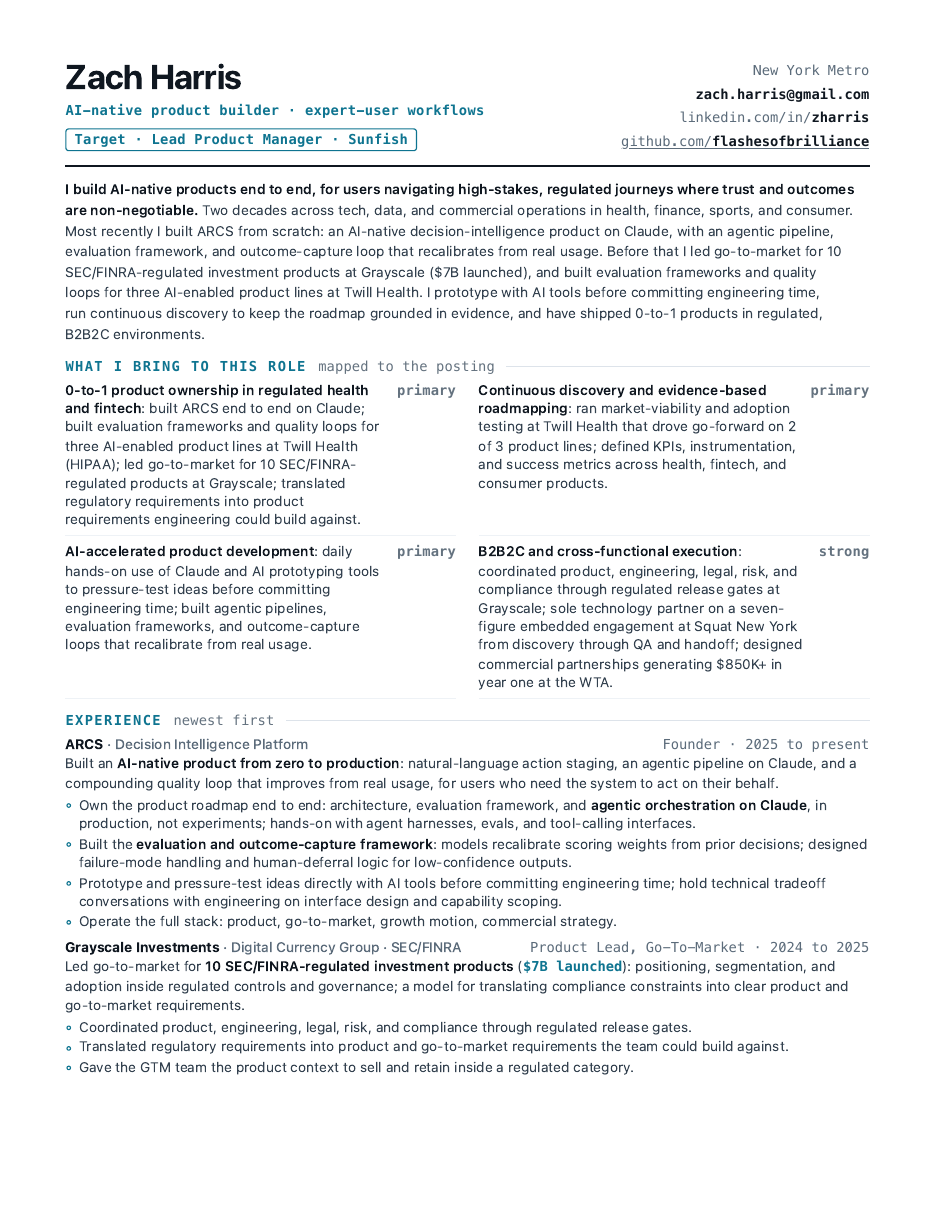 Zach Harris
AI-native product builder · expert-user workflows
Target · Lead Product Manager · Sunfish
New York Metro
zach.harris@gmail.com
linkedin.com/in/zharris
github.com/flashesofbrilliance
I build AI-native products end to end, for users navigating high-stakes, regulated journeys where trust and outcomes
are non-negotiable. Two decades across tech, data, and commercial operations in health, finance, sports, and consumer.
Most recently I built ARCS from scratch: an AI-native decision-intelligence product on Claude, with an agentic pipeline,
evaluation framework, and outcome-capture loop that recalibrates from real usage. Before that I led go-to-market for 10
SEC/FINRA-regulated investment products at Grayscale ($7B launched), and built evaluation frameworks and quality
loops for three AI-enabled product lines at Twill Health. I prototype with AI tools before committing engineering time,
run continuous discovery to keep the roadmap grounded in evidence, and have shipped 0-to-1 products in regulated,
B2B2C environments.
WHAT I BRING TO THIS ROLE mapped to the posting
0-to-1 product ownership in regulated health primary
and fintech: built ARCS end to end on Claude;
built evaluation frameworks and quality loops for
three AI-enabled product lines at Twill Health
(HIPAA); led go-to-market for 10 SEC/FINRA-
regulated products at Grayscale; translated
regulatory requirements into product
requirements engineering could build against.
Continuous discovery and evidence-based primary
roadmapping: ran market-viability and adoption
testing at Twill Health that drove go-forward on 2
of 3 product lines; defined KPIs, instrumentation,
and success metrics across health, fintech, and
consumer products.
AI-accelerated product development: daily primary
hands-on use of Claude and AI prototyping tools
to pressure-test ideas before committing
engineering time; built agentic pipelines,
evaluation frameworks, and outcome-capture
loops that recalibrate from real usage.
B2B2C and cross-functional execution: strong
coordinated product, engineering, legal, risk, and
compliance through regulated release gates at
Grayscale; sole technology partner on a seven-
figure embedded engagement at Squat New York
from discovery through QA and handoff; designed
commercial partnerships generating $850K+ in
year one at the WTA.
EXPERIENCE newest first
ARCS · Decision Intelligence Platform Founder · 2025 to present
Built an AI-native product from zero to production: natural-language action staging, an agentic pipeline on Claude, and a
compounding quality loop that improves from real usage, for users who need the system to act on their behalf.
Own the product roadmap end to end: architecture, evaluation framework, and agentic orchestration on Claude, in
production, not experiments; hands-on with agent harnesses, evals, and tool-calling interfaces.
Built the evaluation and outcome-capture framework: models recalibrate scoring weights from prior decisions; designed
failure-mode handling and human-deferral logic for low-confidence outputs.
Prototype and pressure-test ideas directly with AI tools before committing engineering time; hold technical tradeoff
conversations with engineering on interface design and capability scoping.
Operate the full stack: product, go-to-market, growth motion, commercial strategy.
Grayscale Investments · Digital Currency Group · SEC/FINRA Product Lead, Go-To-Market · 2024 to 2025
Led go-to-market for 10 SEC/FINRA-regulated investment products ($7B launched): positioning, segmentation, and
adoption inside regulated controls and governance; a model for translating compliance constraints into clear product and
go-to-market requirements.
Coordinated product, engineering, legal, risk, and compliance through regulated release gates.
Translated regulatory requirements into product and go-to-market requirements the team could build against.
Gave the GTM team the product context to sell and retain inside a regulated category.